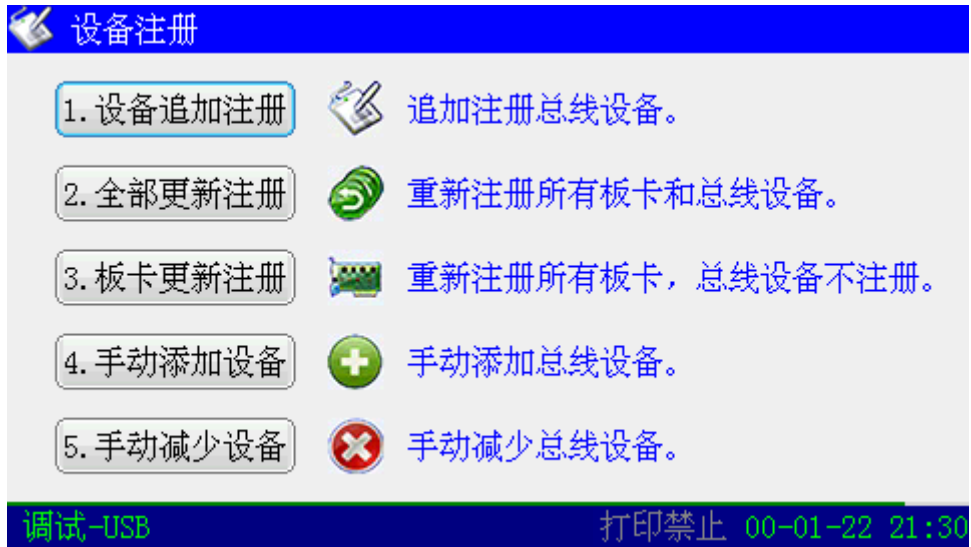 设备注册
1.设备追加注册 追加注册总线设备。
2.全部更新注册 重新注册所有板卡和总线设备。
3.板卡更新注册 重新注册所有板卡，总线设备不注册。
4.手动添加设备 手动添加总线设备。
5.手动减少设备 手动减少总线设备。
调试-USB 打印禁止 00-01-22 21:30